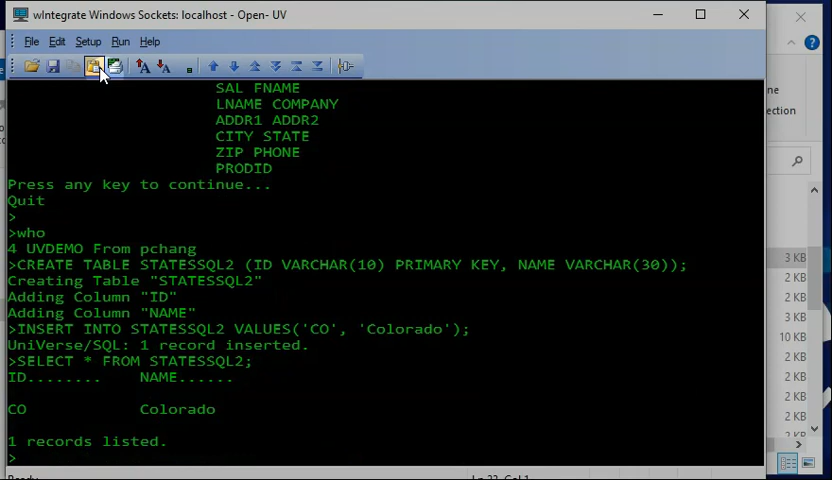 wIntegrate Windows Sockets: localhost - Open- UV
File Edit Setup Run Help
SAL FNAME
LNAME COMPANY
ADDR1 ADDR2
CITY STATE
ZIP PHONE
PRODID
Press any key to continue...
Quit
>
>who
4 UVDEMO From pchang
>CREATE TABLE STATESSQL2 (ID VARCHAR(10) PRIMARY KEY, NAME VARCHAR(30));
Creating Table "STATESSQL2"
Adding Column "ID"
Adding Column "NAME"
>INSERT INTO STATESSQL2 VALUES('CO', 'Colorado');
UniVerse/SQL: 1 record inserted.
>SELECT * FROM STATESSQL2;
ID........ NAME......
CO Colorado
1 records listed.
>
3 KB
2 KB
2 KB
3 KB
10 KB
2 KB
2 KB
2 KB
2 KB